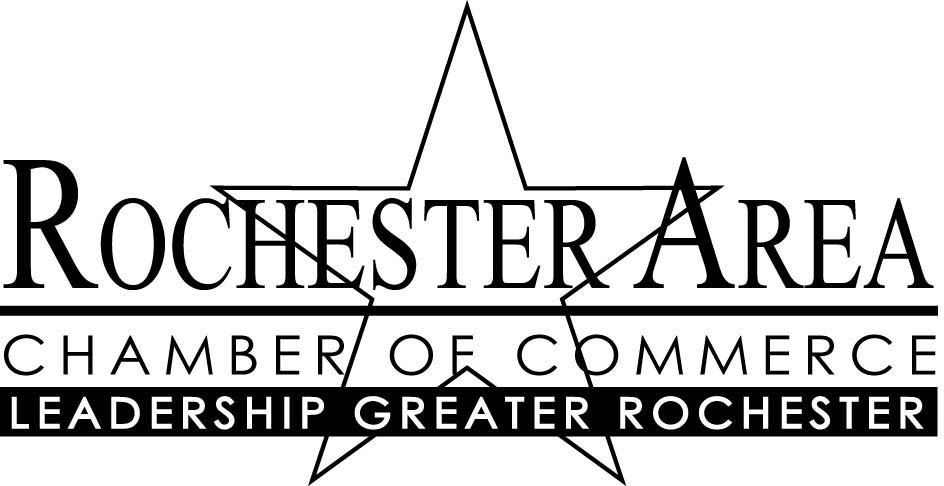 ROCHESTER AREA
CHAMBER OF COMMERCE
LEADERSHIP GREATER ROCHESTER